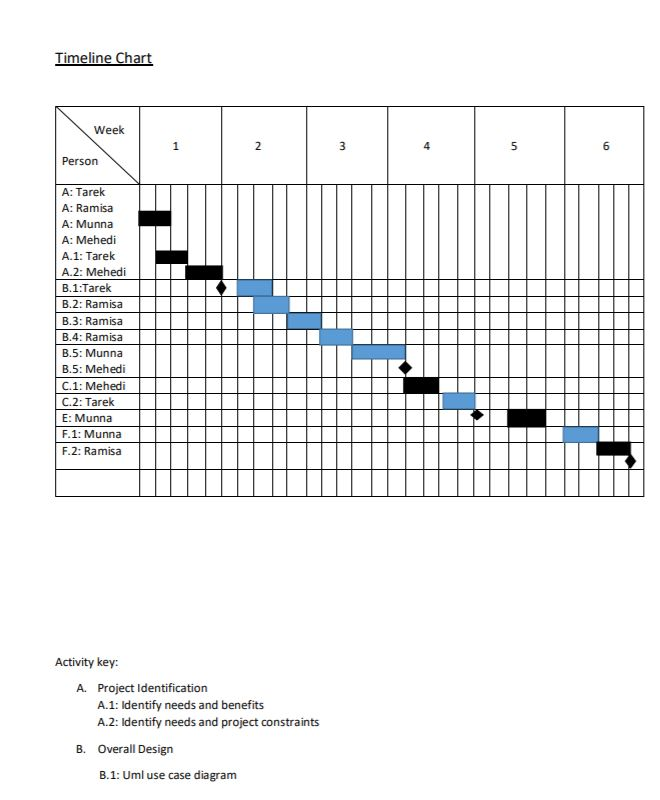 Timeline Chart
Week
Person
1 2 3 4 5 6
A: Tarek
A: Ramisa
A: Munna
A: Mehedi
A.1: Tarek
A.2: Mehedi
B.1:Tarek
B.2: Ramisa
B.3: Ramisa
B.4: Ramisa
B.5: Munna
B.5: Mehedi
C.1: Mehedi
C.2: Tarek
E: Munna
F.1: Munna
F.2: Ramisa
Activity key:
A. Project Identification
A.1: Identify needs and benefits
A.2: Identify needs and project constraints
B. Overall Design
B.1: Uml use case diagram